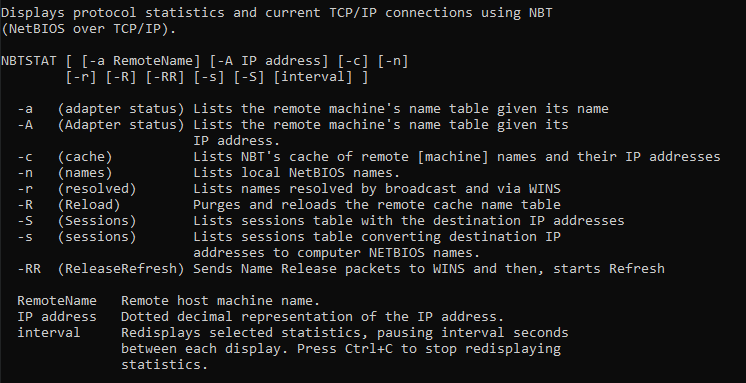 Displays protocol statistics and current TCP/IP connections using NBT
(NetBIOS over TCP/IP).
NBTSTAT [ [-a RemoteName] [-A IP address] [-c] [-n]
[-r] [-R] [-RR] [-s] [-S] [interval] ]
-a (adapter status) Lists the remote machine's name table given its name
-A (Adapter status) Lists the remote machine's name table given its
IP address.
-c (cache) Lists NBT's cache of remote [machine] names and their IP addresses
-n (names) Lists local NetBIOS names.
-r (resolved) Lists names resolved by broadcast and via WINS
-R (Reload) Purges and reloads the remote cache name table
-S (Sessions) Lists sessions table with the destination IP addresses
-s (sessions) Lists sessions table converting destination IP
addresses to computer NETBIOS names.
-RR (ReleaseRefresh) Sends Name Release packets to WINS and then, starts Refresh
RemoteName Remote host machine name.
IP address Dotted decimal representation of the IP address.
interval Redisplays selected statistics, pausing interval seconds
between each display. Press Ctrl+C to stop redisplaying
statistics.